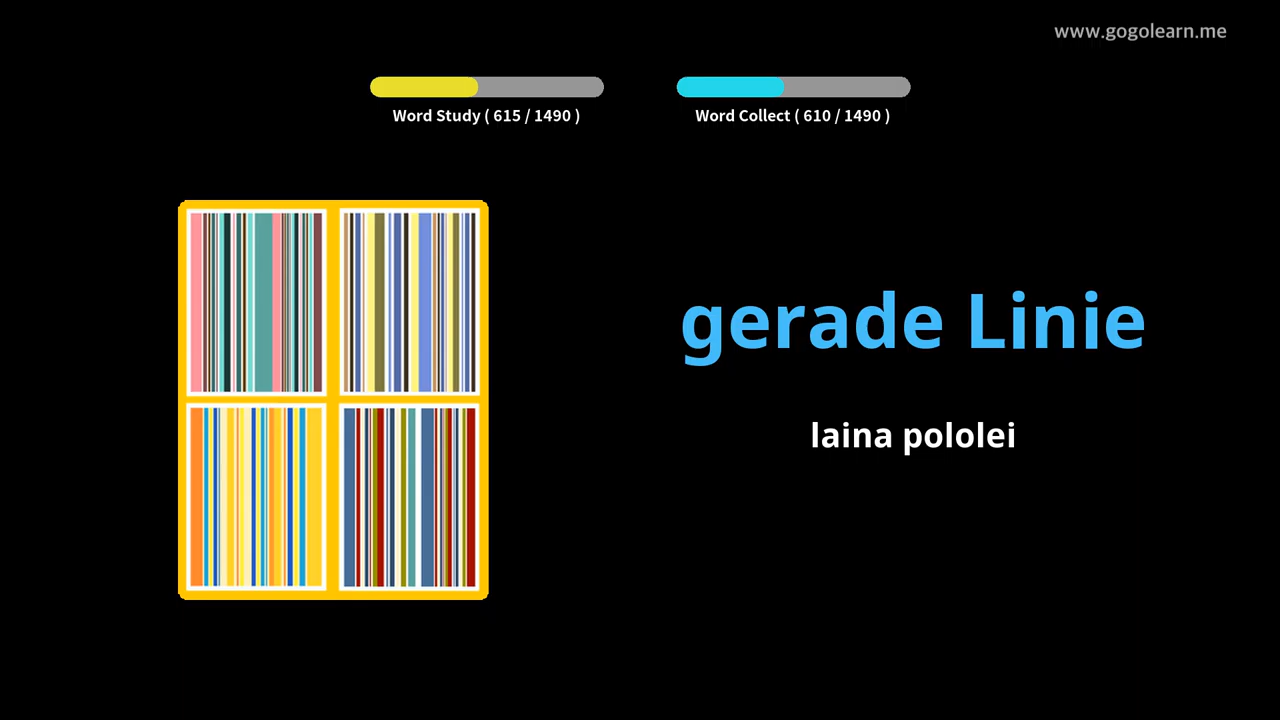 www.gogolearn.me
Word Study ( 615 / 1490 )
Word Collect ( 610 / 1490 )
gerade Linie
laina pololei